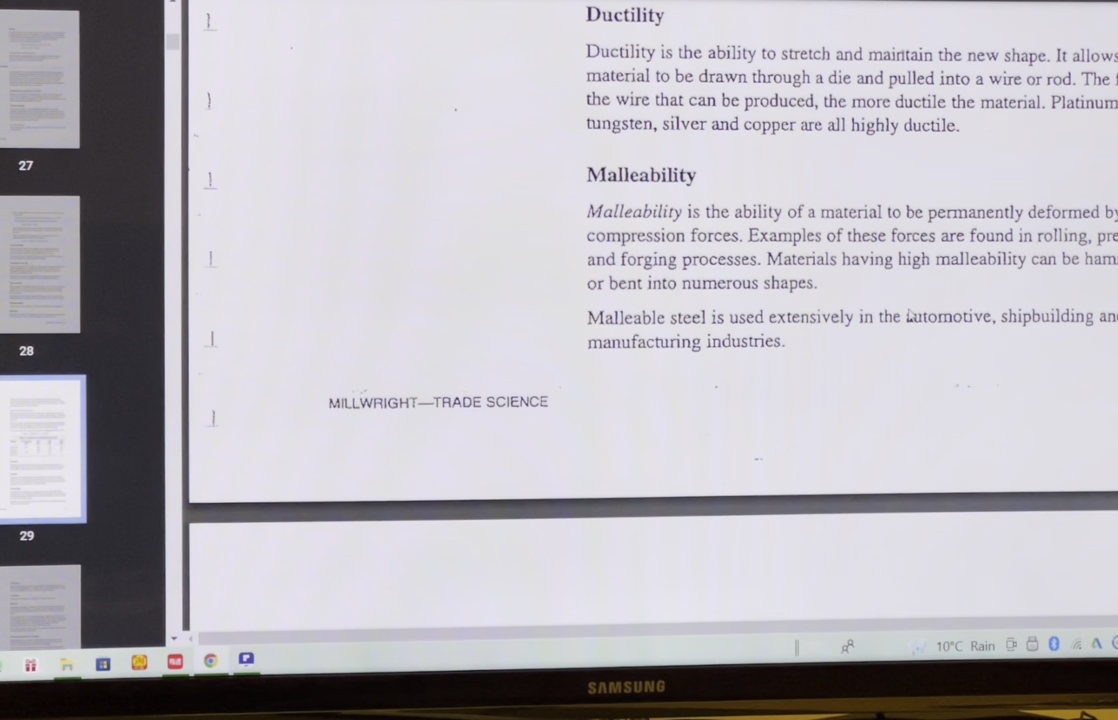 Ductility
Ductility is the ability to stretch and maintain the new shape. It allows
material to be drawn through a die and pulled into a wire or rod. The
the wire that can be produced, the more ductile the material. Platinum
tungsten, silver and copper are all highly ductile.
Malleability
Malleability is the ability of a material to be permanently deformed by
compression forces. Examples of these forces are found in rolling, pre
and forging processes. Materials having high malleability can be ham
or bent into numerous shapes.
Malleable steel is used extensively in the automotive, shipbuilding an
manufacturing industries.
MILLWRIGHT—TRADE SCIENCE
27
28
29
10°C Rain
SAMSUNG